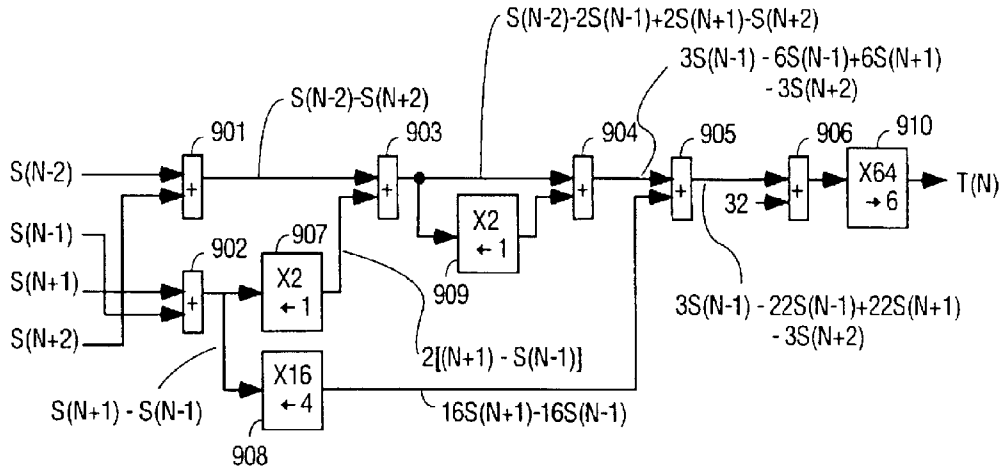 S(N-2)-2S(N-1)+2S(N+1)-S(N+2)
3S(N-1) - 6S(N-1)+6S(N+1)
- 3S(N+2)
S(N-2)-S(N+2)
901
903
904
905
906
910
S(N-2)
+
+
+
+
+
X64
→ 6
T(N)
32
S(N-1)
902
907
X2
← 1
S(N+1)
+
X2
← 1
909
3S(N-1) - 22S(N-1)+22S(N+1)
- 3S(N+2)
S(N+2)
2[(N+1) - S(N-1)]
X16
← 4
S(N+1) - S(N-1)
16S(N+1)-16S(N-1)
908